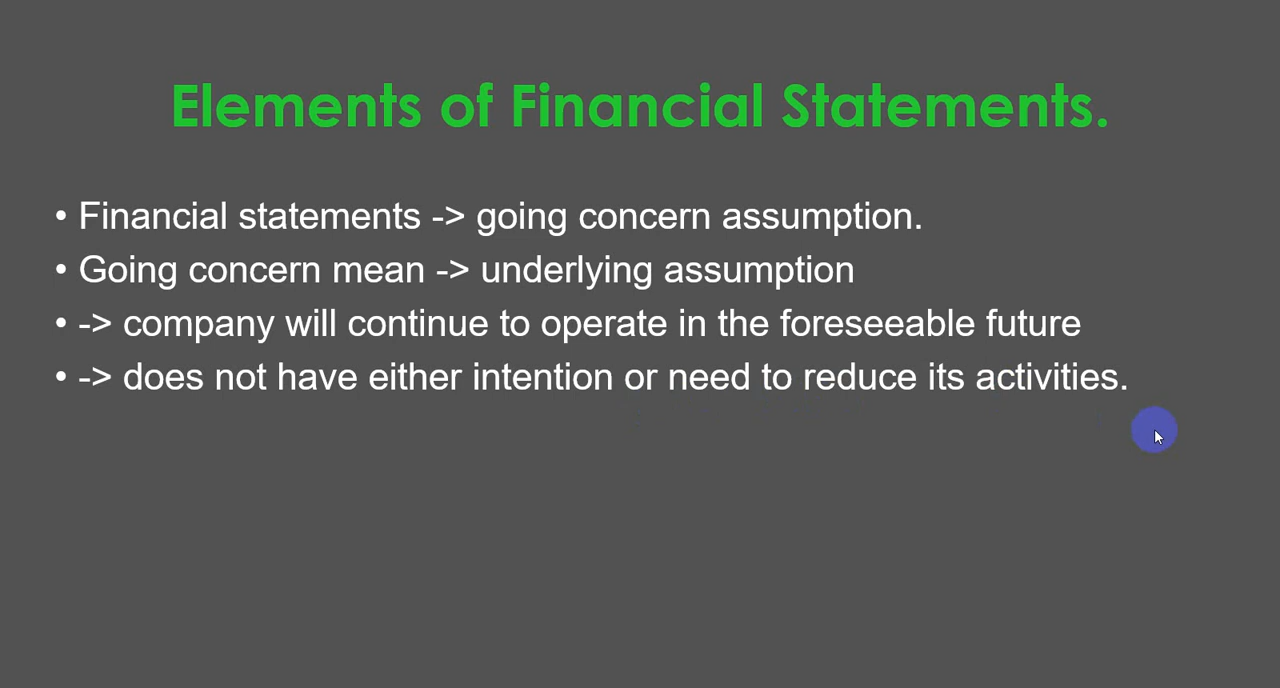 Elements of Financial Statements.
• Financial statements -> going concern assumption.
• Going concern mean -> underlying assumption
• -> company will continue to operate in the foreseeable future
• -> does not have either intention or need to reduce its activities.